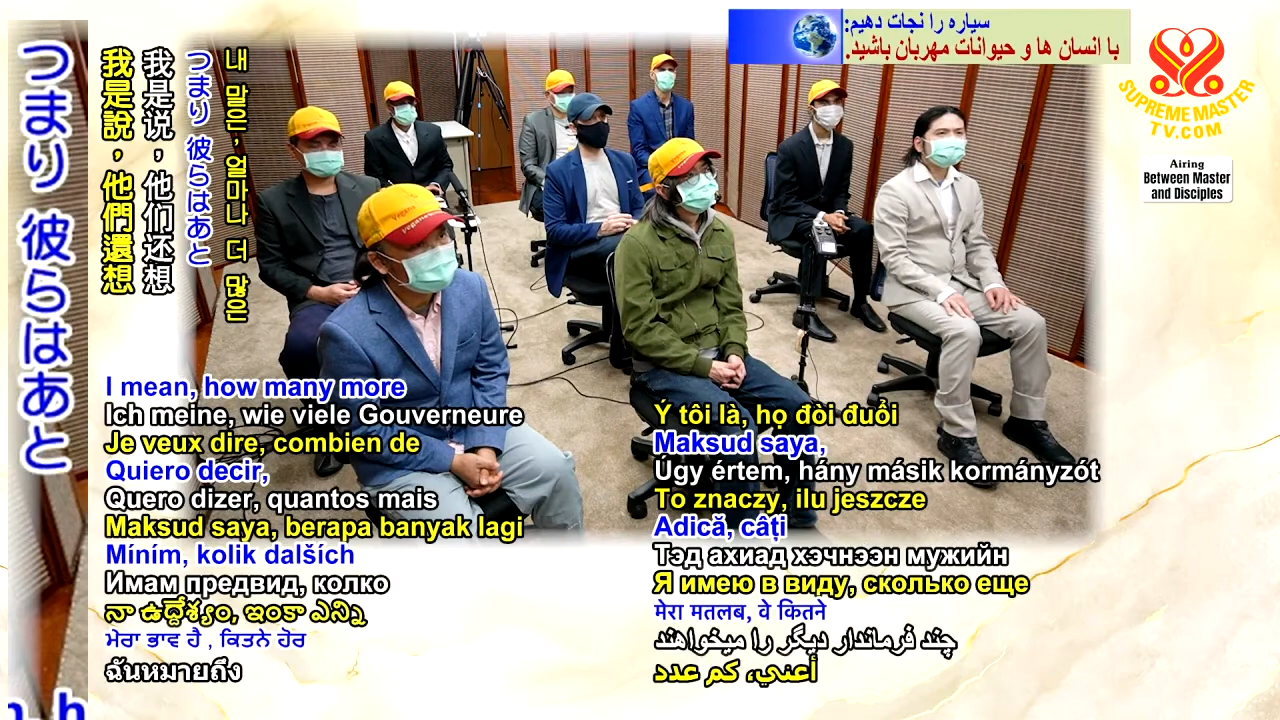 سیاره را نجات دهیم:
با انسان ها و حیوانات مهربان باشید.
SUPREME MASTER
TV.COM
Airing
Between Master
and Disciples
つまり 彼らはあと
我是說，他們還想
我是说，他们还想
つまり 彼らはあと
내 말은, 얼마나 더 많은
I mean, how many more
Ich meine, wie viele Gouverneure
Je veux dire, combien de
Quiero decir,
Quero dizer, quantos mais
Maksud saya, berapa banyak lagi
Míním, kolik dalších
Имам предвид, колко
నా ఉద్దేశ్యం, ఇంకా ఎన్ని
ਮੇਰਾ ਭਾਵ ਹੈ , ਕਿਤਨੇ ਹੋਰ
ฉันหมายถึง
Ý tôi là, họ đòi đuổi
Maksud saya,
Úgy értem, hány másik kormányzót
To znaczy, ilu jeszcze
Adică, câți
Тэд ахиад хэчнээн мужийн
Я имею в виду, сколько еще
मेरा मतलब, वे कितने
چند فرماندار دیگر را میخواهند
أعني، كم عدد